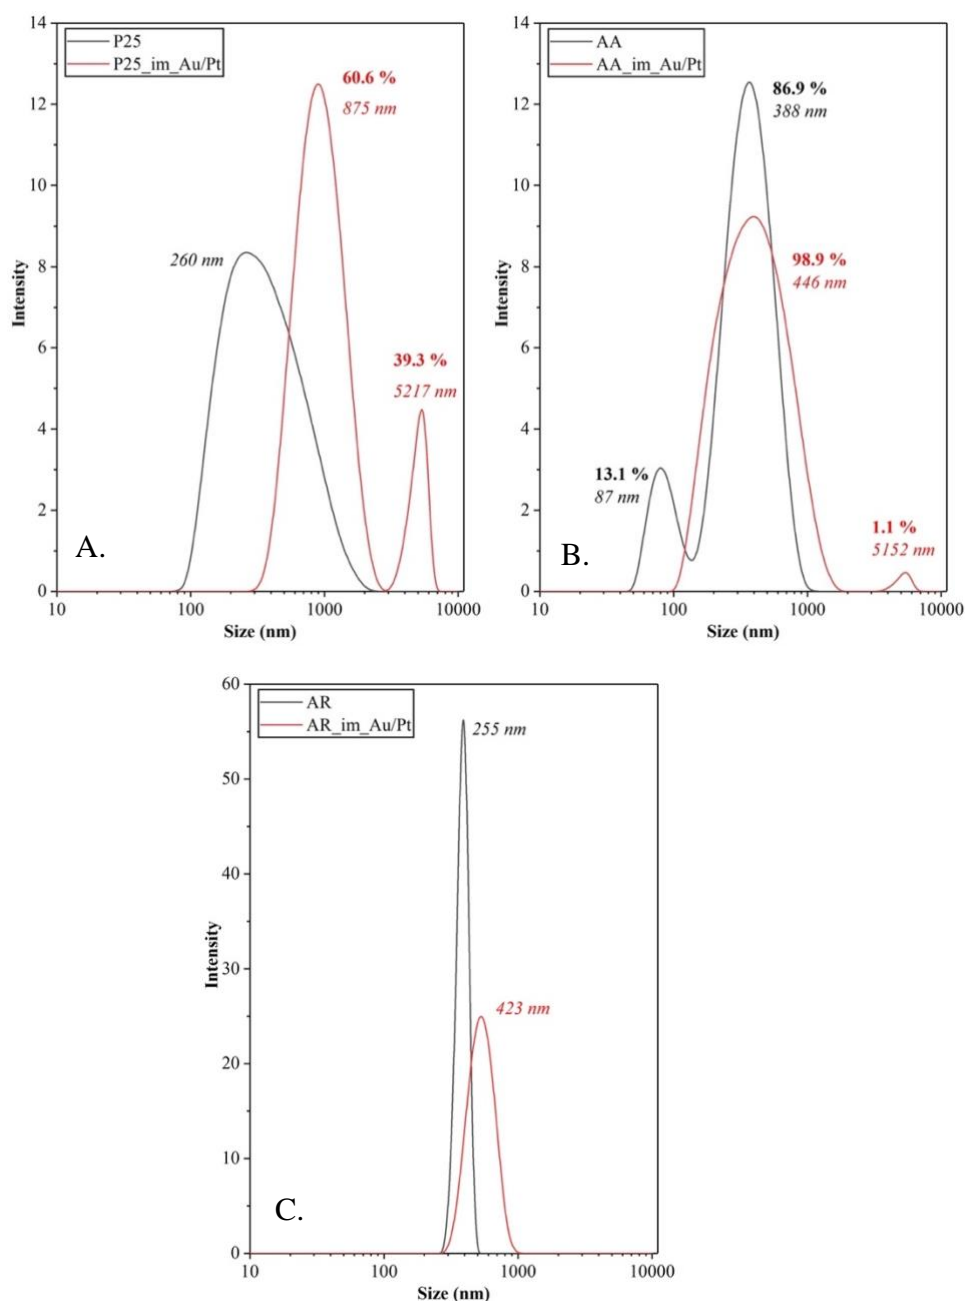 P25
P25_im_Au/Pt
60.6 %
875 nm
260 nm
39.3 %
5217 nm
A.
Intensity
14
12
10
8
6
4
2
0
10
100
1000
10000
Size (nm)
AA
AA_im_Au/Pt
86.9 %
388 nm
98.9 %
446 nm
13.1 %
87 nm
1.1 %
5152 nm
B.
Intensity
14
12
10
8
6
4
2
0
10
100
1000
10000
Size (nm)
AR
AR_im_Au/Pt
255 nm
423 nm
C.
Intensity
60
50
40
30
20
10
0
10
100
1000
10000
Size (nm)